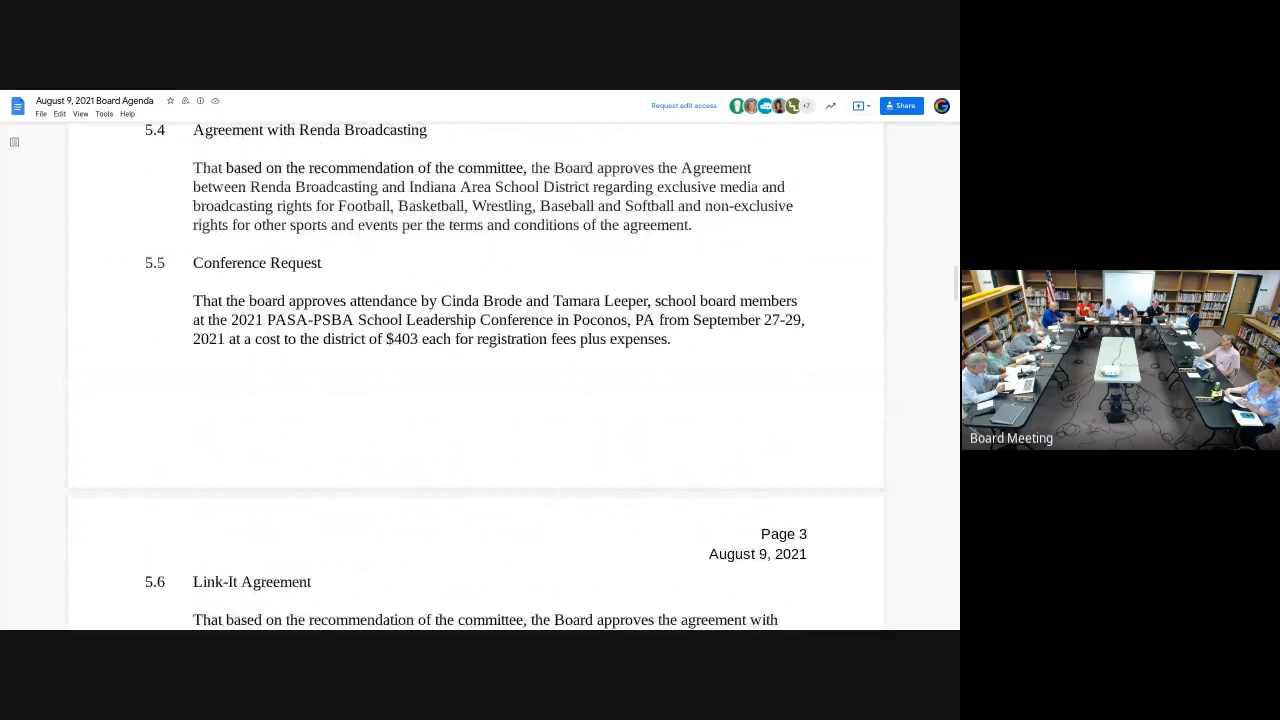 August 9, 2021 Board Agenda
File Edit View Tools Help
Request edit access
+7
Share
5.4 Agreement with Renda Broadcasting
That based on the recommendation of the committee, the Board approves the Agreement
between Renda Broadcasting and Indiana Area School District regarding exclusive media and
broadcasting rights for Football, Basketball, Wrestling, Baseball and Softball and non-exclusive
rights for other sports and events per the terms and conditions of the agreement.
5.5 Conference Request
That the board approves attendance by Cinda Brode and Tamara Leeper, school board members
at the 2021 PASA-PSBA School Leadership Conference in Poconos, PA from September 27-29,
2021 at a cost to the district of $403 each for registration fees plus expenses.
Page 3
August 9, 2021
5.6 Link-It Agreement
That based on the recommendation of the committee, the Board approves the agreement with
Board Meeting